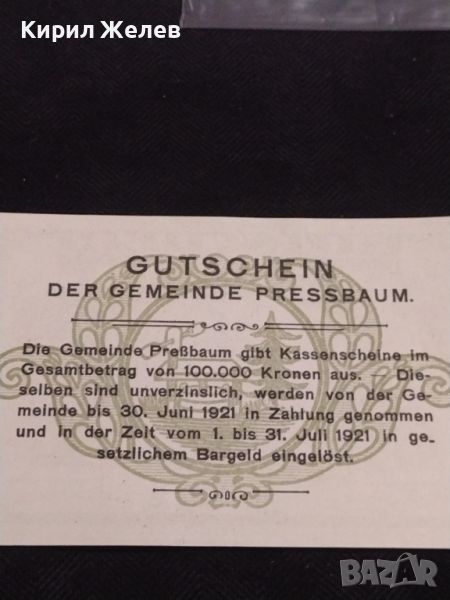 Кирил Желев
GUTSCHEIN
DER GEMEINDE PRESSBAUM.
Die Gemeinde Preßbaum gibt Kassenscheine im
Gesamtbetrag von 100.000 Kronen aus. — Die-
selben sind unverzinslich, werden von der Ge-
meinde bis 30. Juni 1921 in Zahlung genommen
und in der Zeit vom 1. bis 31. Juli 1921 in ge-
setzlichem Bargeld eingelöst.
BAZAR